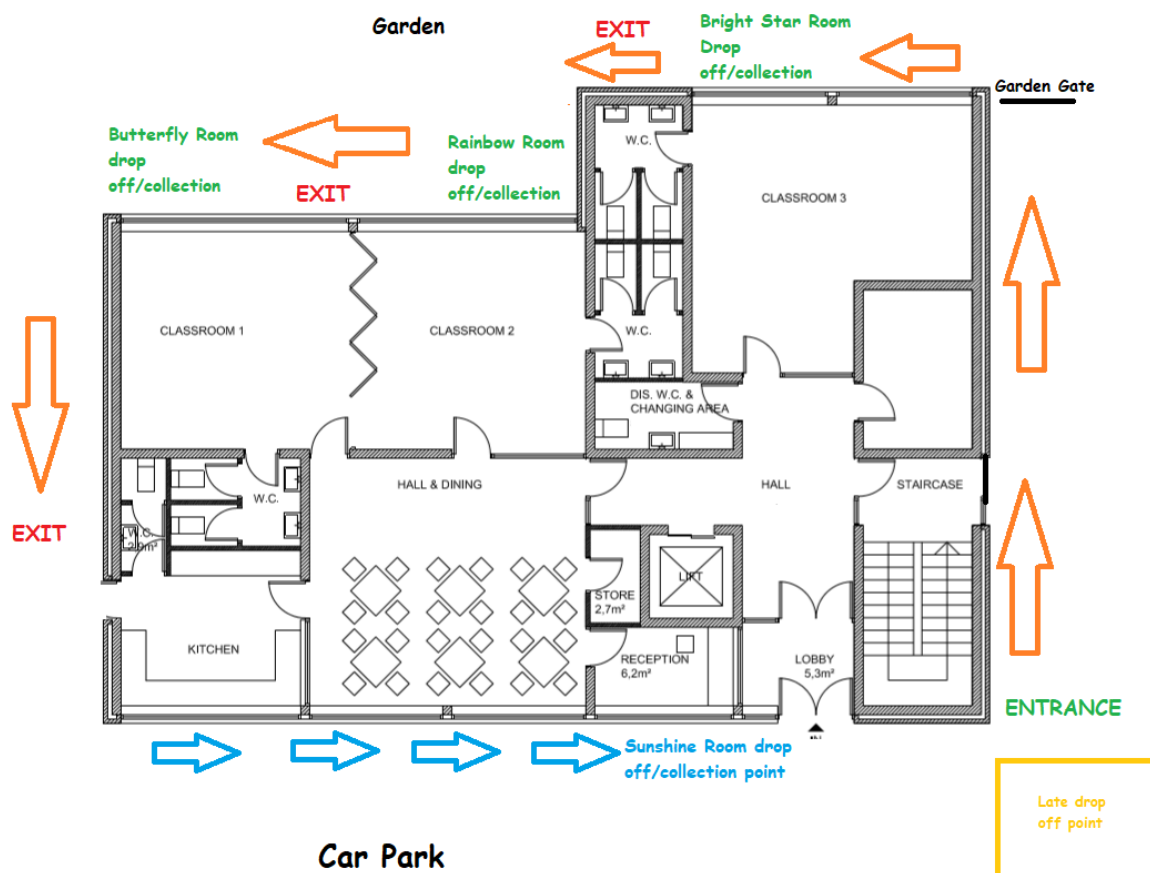 Garden
EXIT
Bright Star Room
Drop
off/collection
Garden Gate
Butterfly Room
drop
off/collection
EXIT
Rainbow Room
drop
off/collection
W.C.
CLASSROOM 3
CLASSROOM 1
CLASSROOM 2
W.C.
DIS. W.C. &
CHANGING AREA
HALL & DINING
HALL
STAIRCASE
W.C.
EXIT
W.C.
2,9m²
LIFT
STORE
2,7m²
KITCHEN
RECEPTION
6,2m²
LOBBY
5,3m²
ENTRANCE
Sunshine Room drop
off/collection point
Late drop
off point
Car Park